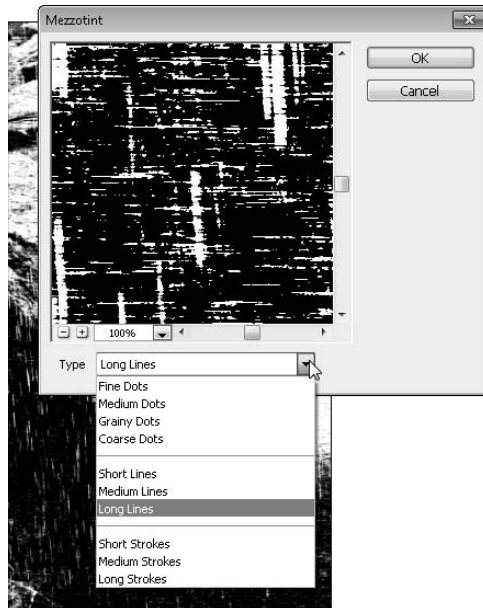 Mezzotint
OK
Cancel
100%
Type Long Lines
Fine Dots
Medium Dots
Grainy Dots
Coarse Dots
Short Lines
Medium Lines
Long Lines
Short Strokes
Medium Strokes
Long Strokes